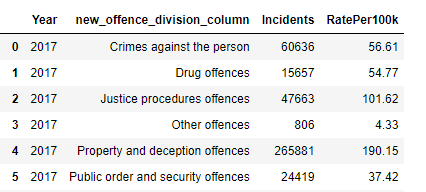 Year new_offence_division_column Incidents RatePer100k
0 2017 Crimes against the person 60636 56.61
1 2017 Drug offences 15657 54.77
2 2017 Justice procedures offences 47663 101.62
3 2017 Other offences 806 4.33
4 2017 Property and deception offences 265881 190.15
5 2017 Public order and security offences 24419 37.42